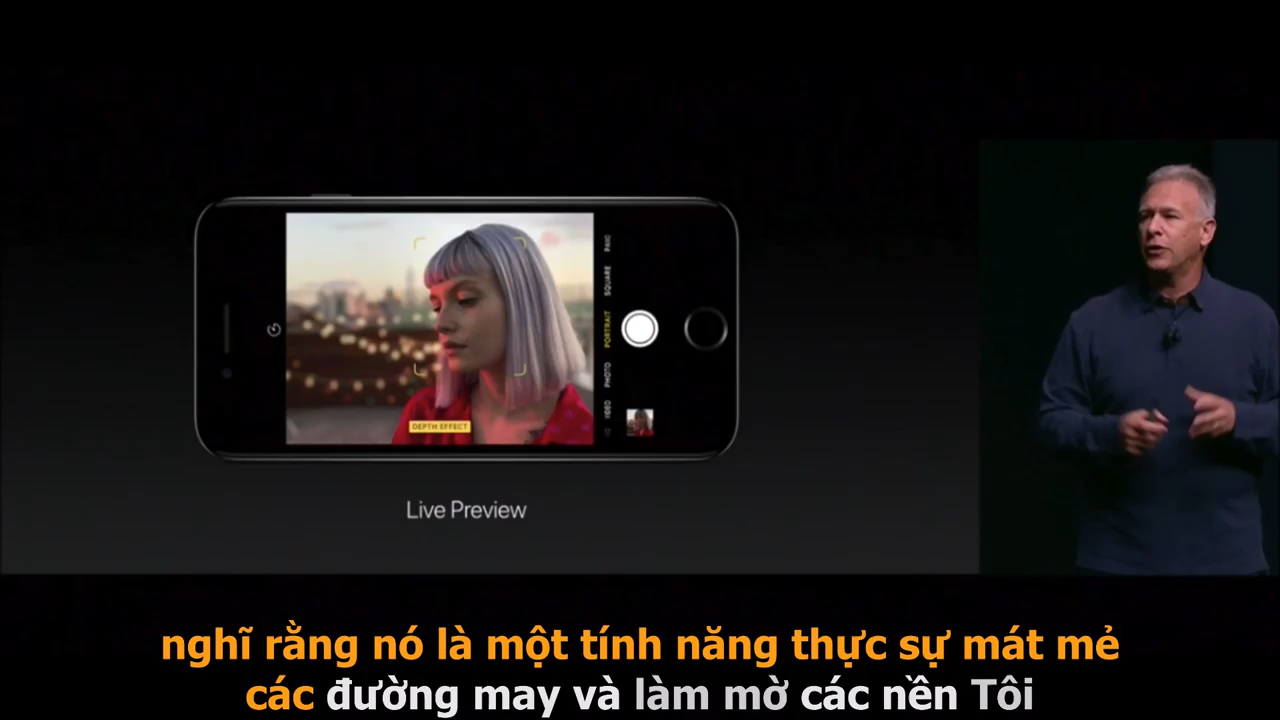 PANO
SQUARE
PORTRAIT
PHOTO
VIDEO
DEPTH EFFECT
Live Preview
nghĩ rằng nó là một tính năng thực sự mát mẻ
các đường may và làm mờ các nền Tôi